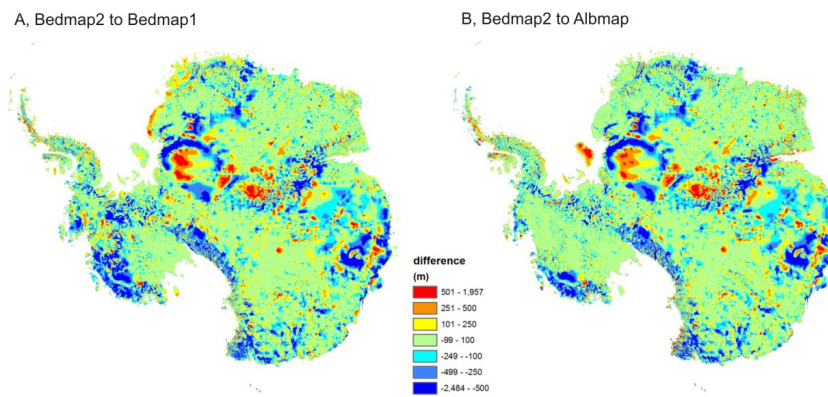 A, Bedmap2 to Bedmap1
B, Bedmap2 to Albmap
difference
(m)
501 - 1,957
251 - 500
101 - 250
-99 - 100
-249 - -100
-499 - -250
-2,484 - -500